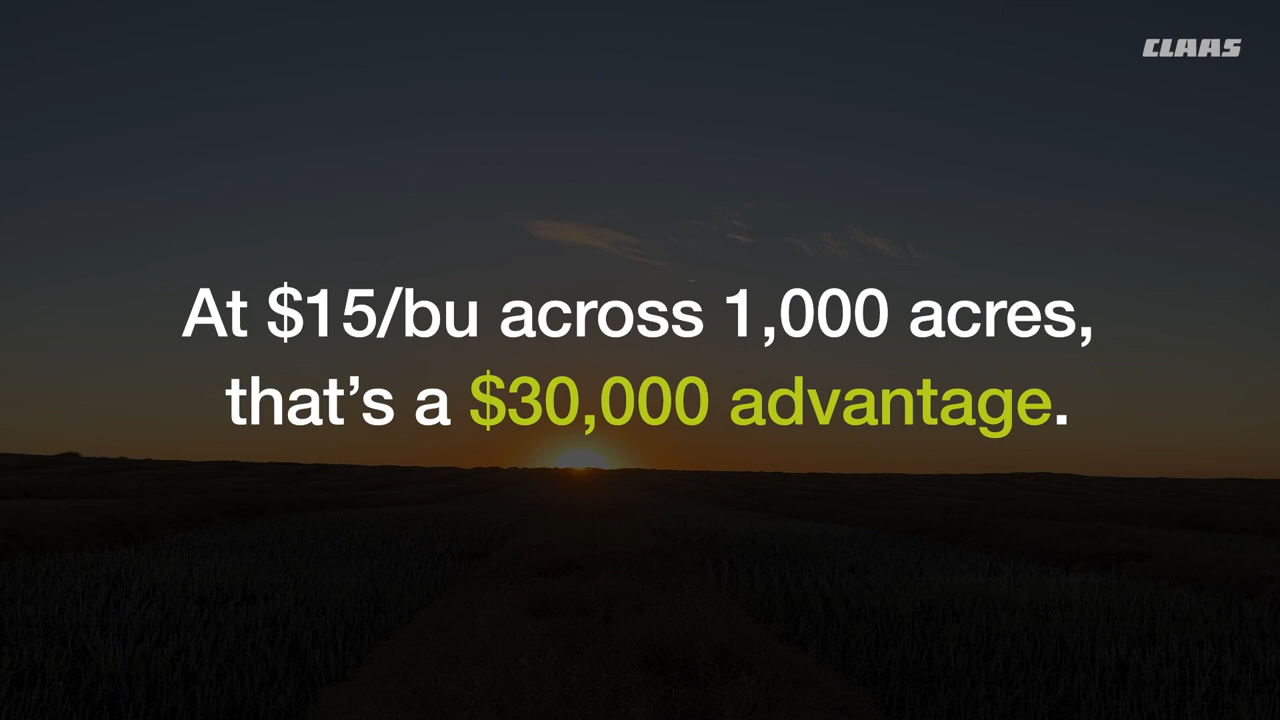 CLAAS
At $15/bu across 1,000 acres,
that’s a $30,000 advantage.